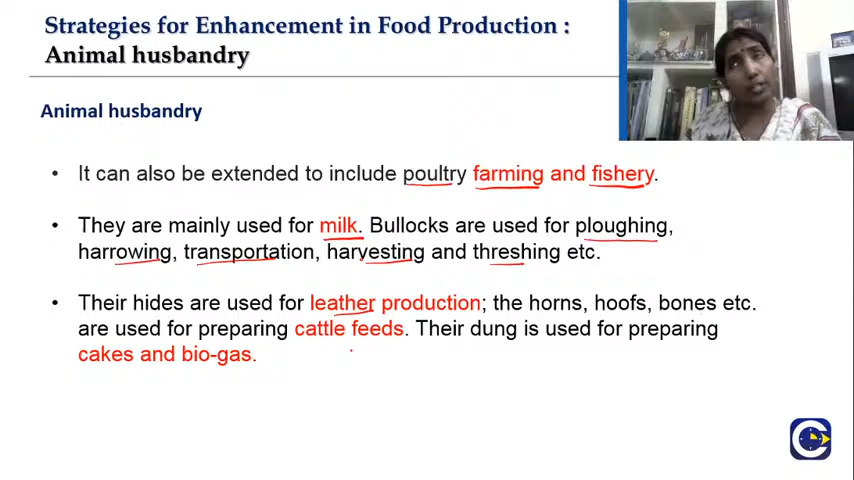 Strategies for Enhancement in Food Production :
Animal husbandry
Animal husbandry
• It can also be extended to include poultry farming and fishery.
• They are mainly used for milk. Bullocks are used for ploughing,
harrowing, transportation, harvesting and threshing etc.
• Their hides are used for leather production; the horns, hoofs, bones etc.
are used for preparing cattle feeds. Their dung is used for preparing
cakes and bio-gas.